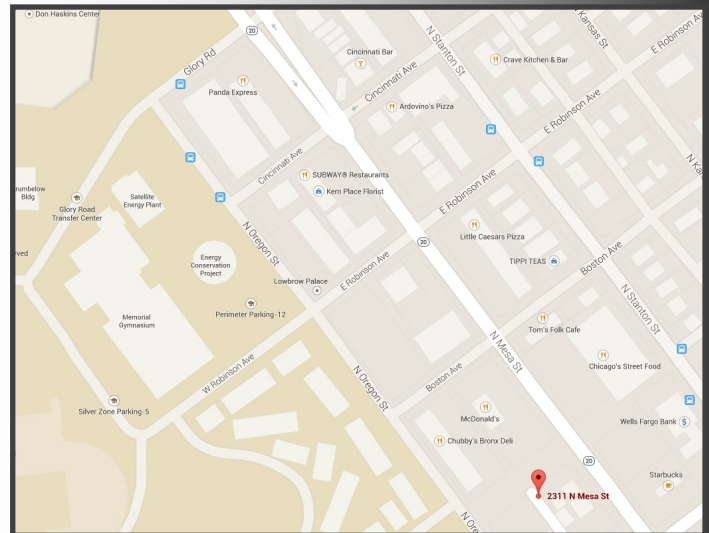 Don Haskins Center
20
Glory Rd
Cincinnati Bar
Cincinnati Ave
N Stanton St
Crave Kitchen & Bar
N Kansas St
E Robinson Av
Panda Express
Ardovino's Pizza
E Robinson Ave
N Ka
Cincinnati Ave
SUBWAY® Restaurants
Kern Place Florist
rumbelow
Bldg
Glory Road
Transfer Center
Satellite
Energy Plant
E Robinson Ave
rved
N Oregon St
Energy
Conservation
Project
20
Little Caesars Pizza
TIPPI TEAS
Boston Ave
Lowbrow Palace
E Robinson Ave
N Stanton St
Memorial
Gymnasium
Perimeter Parking-12
Tom's Folk Cafe
N Mesa St
W Robinson Ave
N Oregon St
Boston Ave
Chicago's Street Food
Silver Zone Parking-5
McDonald's
Wells Fargo Bank
$
Chubby's Bronx Deli
20
Starbucks
2311 N Mesa St
N Ore